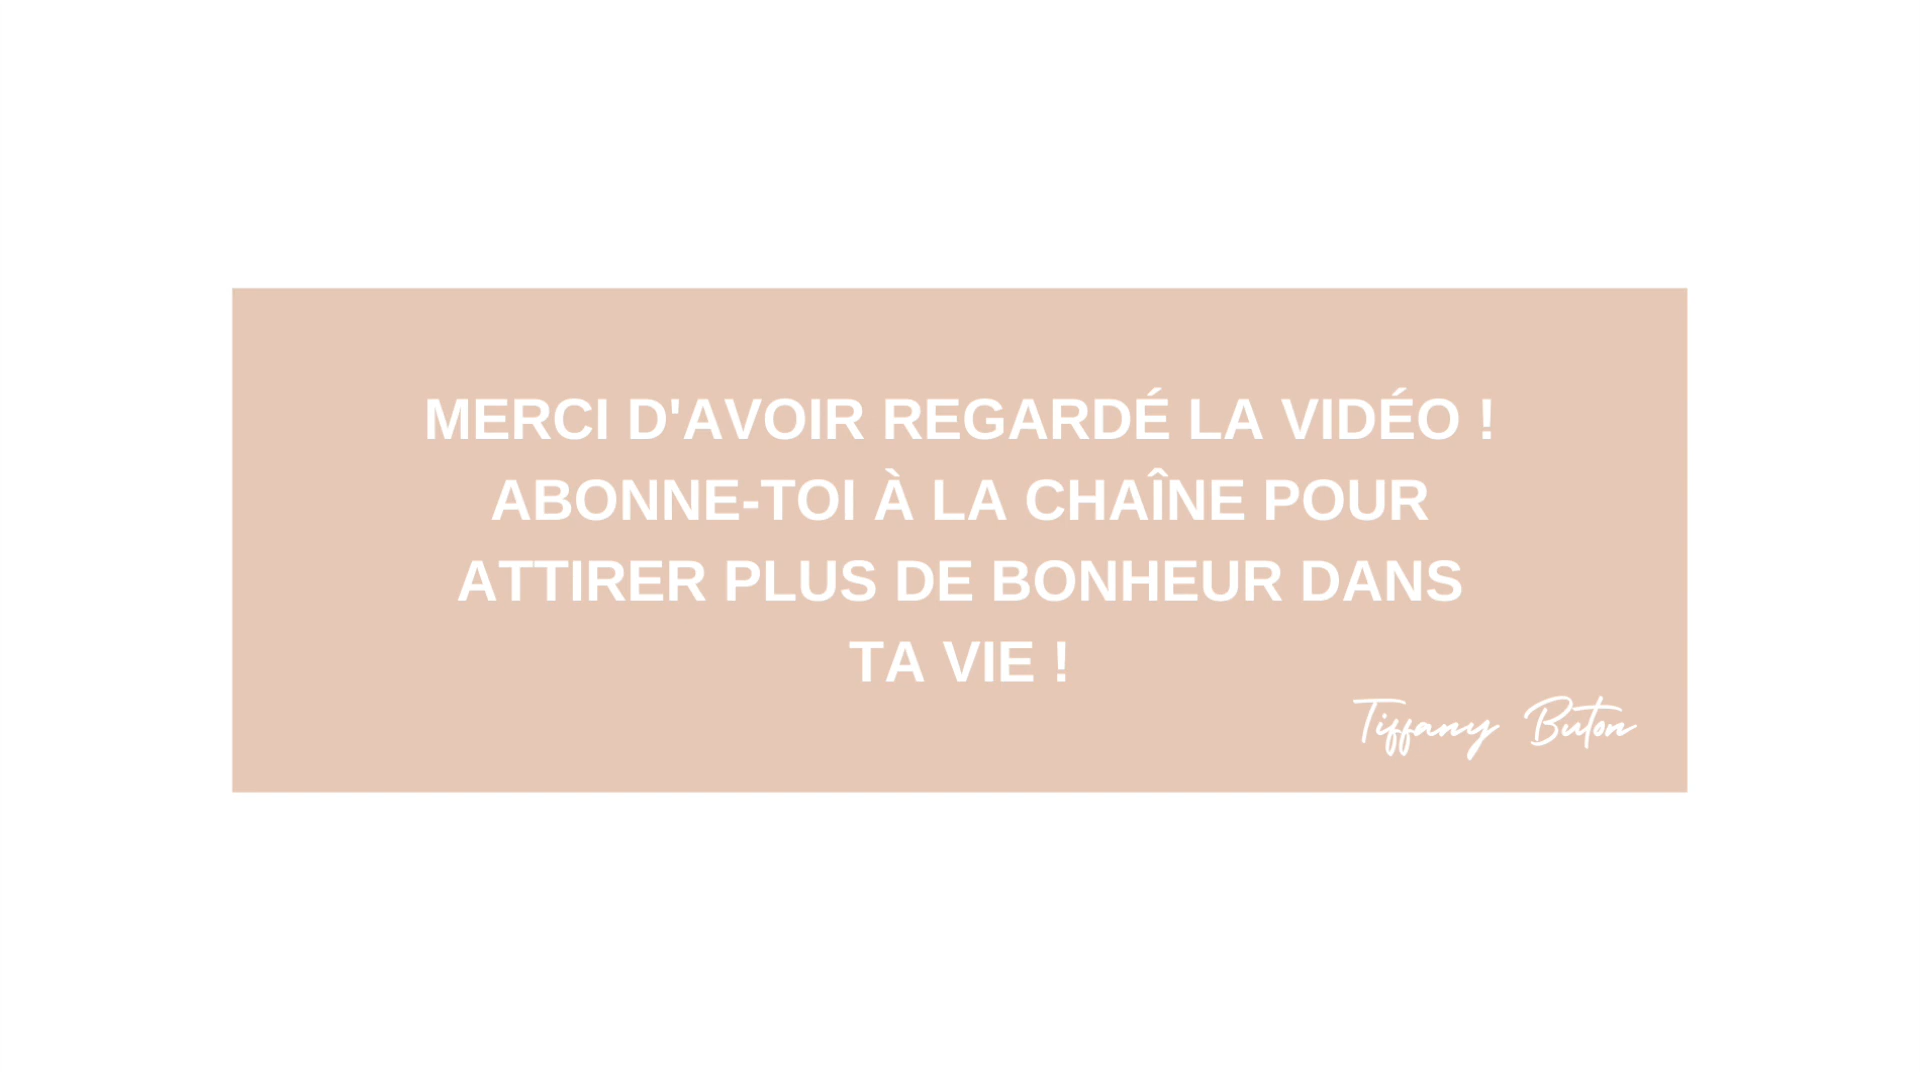 MERCI D'AVOIR REGARDÉ LA VIDÉO !
ABONNE-TOI À LA CHAÎNE POUR
ATTIRER PLUS DE BONHEUR DANS
TA VIE !
Tiffany Buton